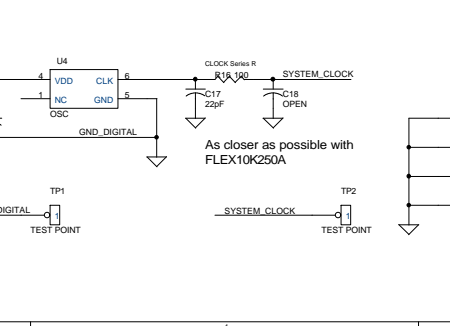 U4
CLOCK Series R
4 VDD CLK 6
R16 100
SYSTEM_CLOCK
1 NC GND 5
C17
22pF
C18
OPEN
OSC
GND_DIGITAL
As closer as possible with
FLEX10K250A
TP1
TP2
DIGITAL
1
SYSTEM_CLOCK
1
TEST POINT
TEST POINT